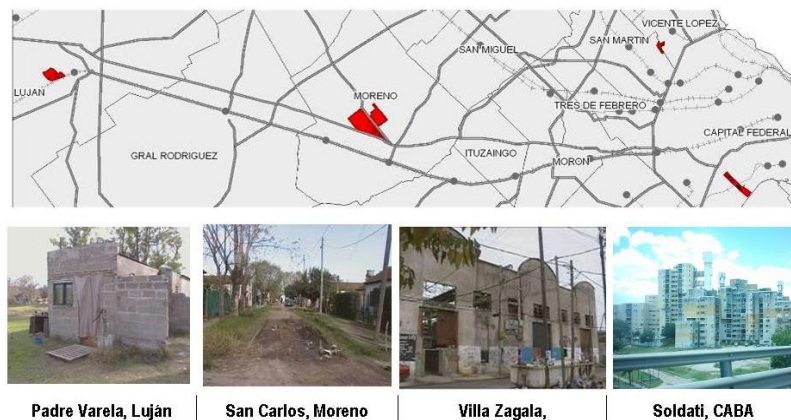 VICENTE LOPEZ
SAN MARTIN
SAN MIGUEL
LUJAN
MORENO
TRES DE FEBRERO
CAPITAL FEDERAL
GRAL RODRIGUEZ
ITUZAINGO
MORON
Padre Varela, Luján
San Carlos, Moreno
Villa Zagala,
Soldati, CABA